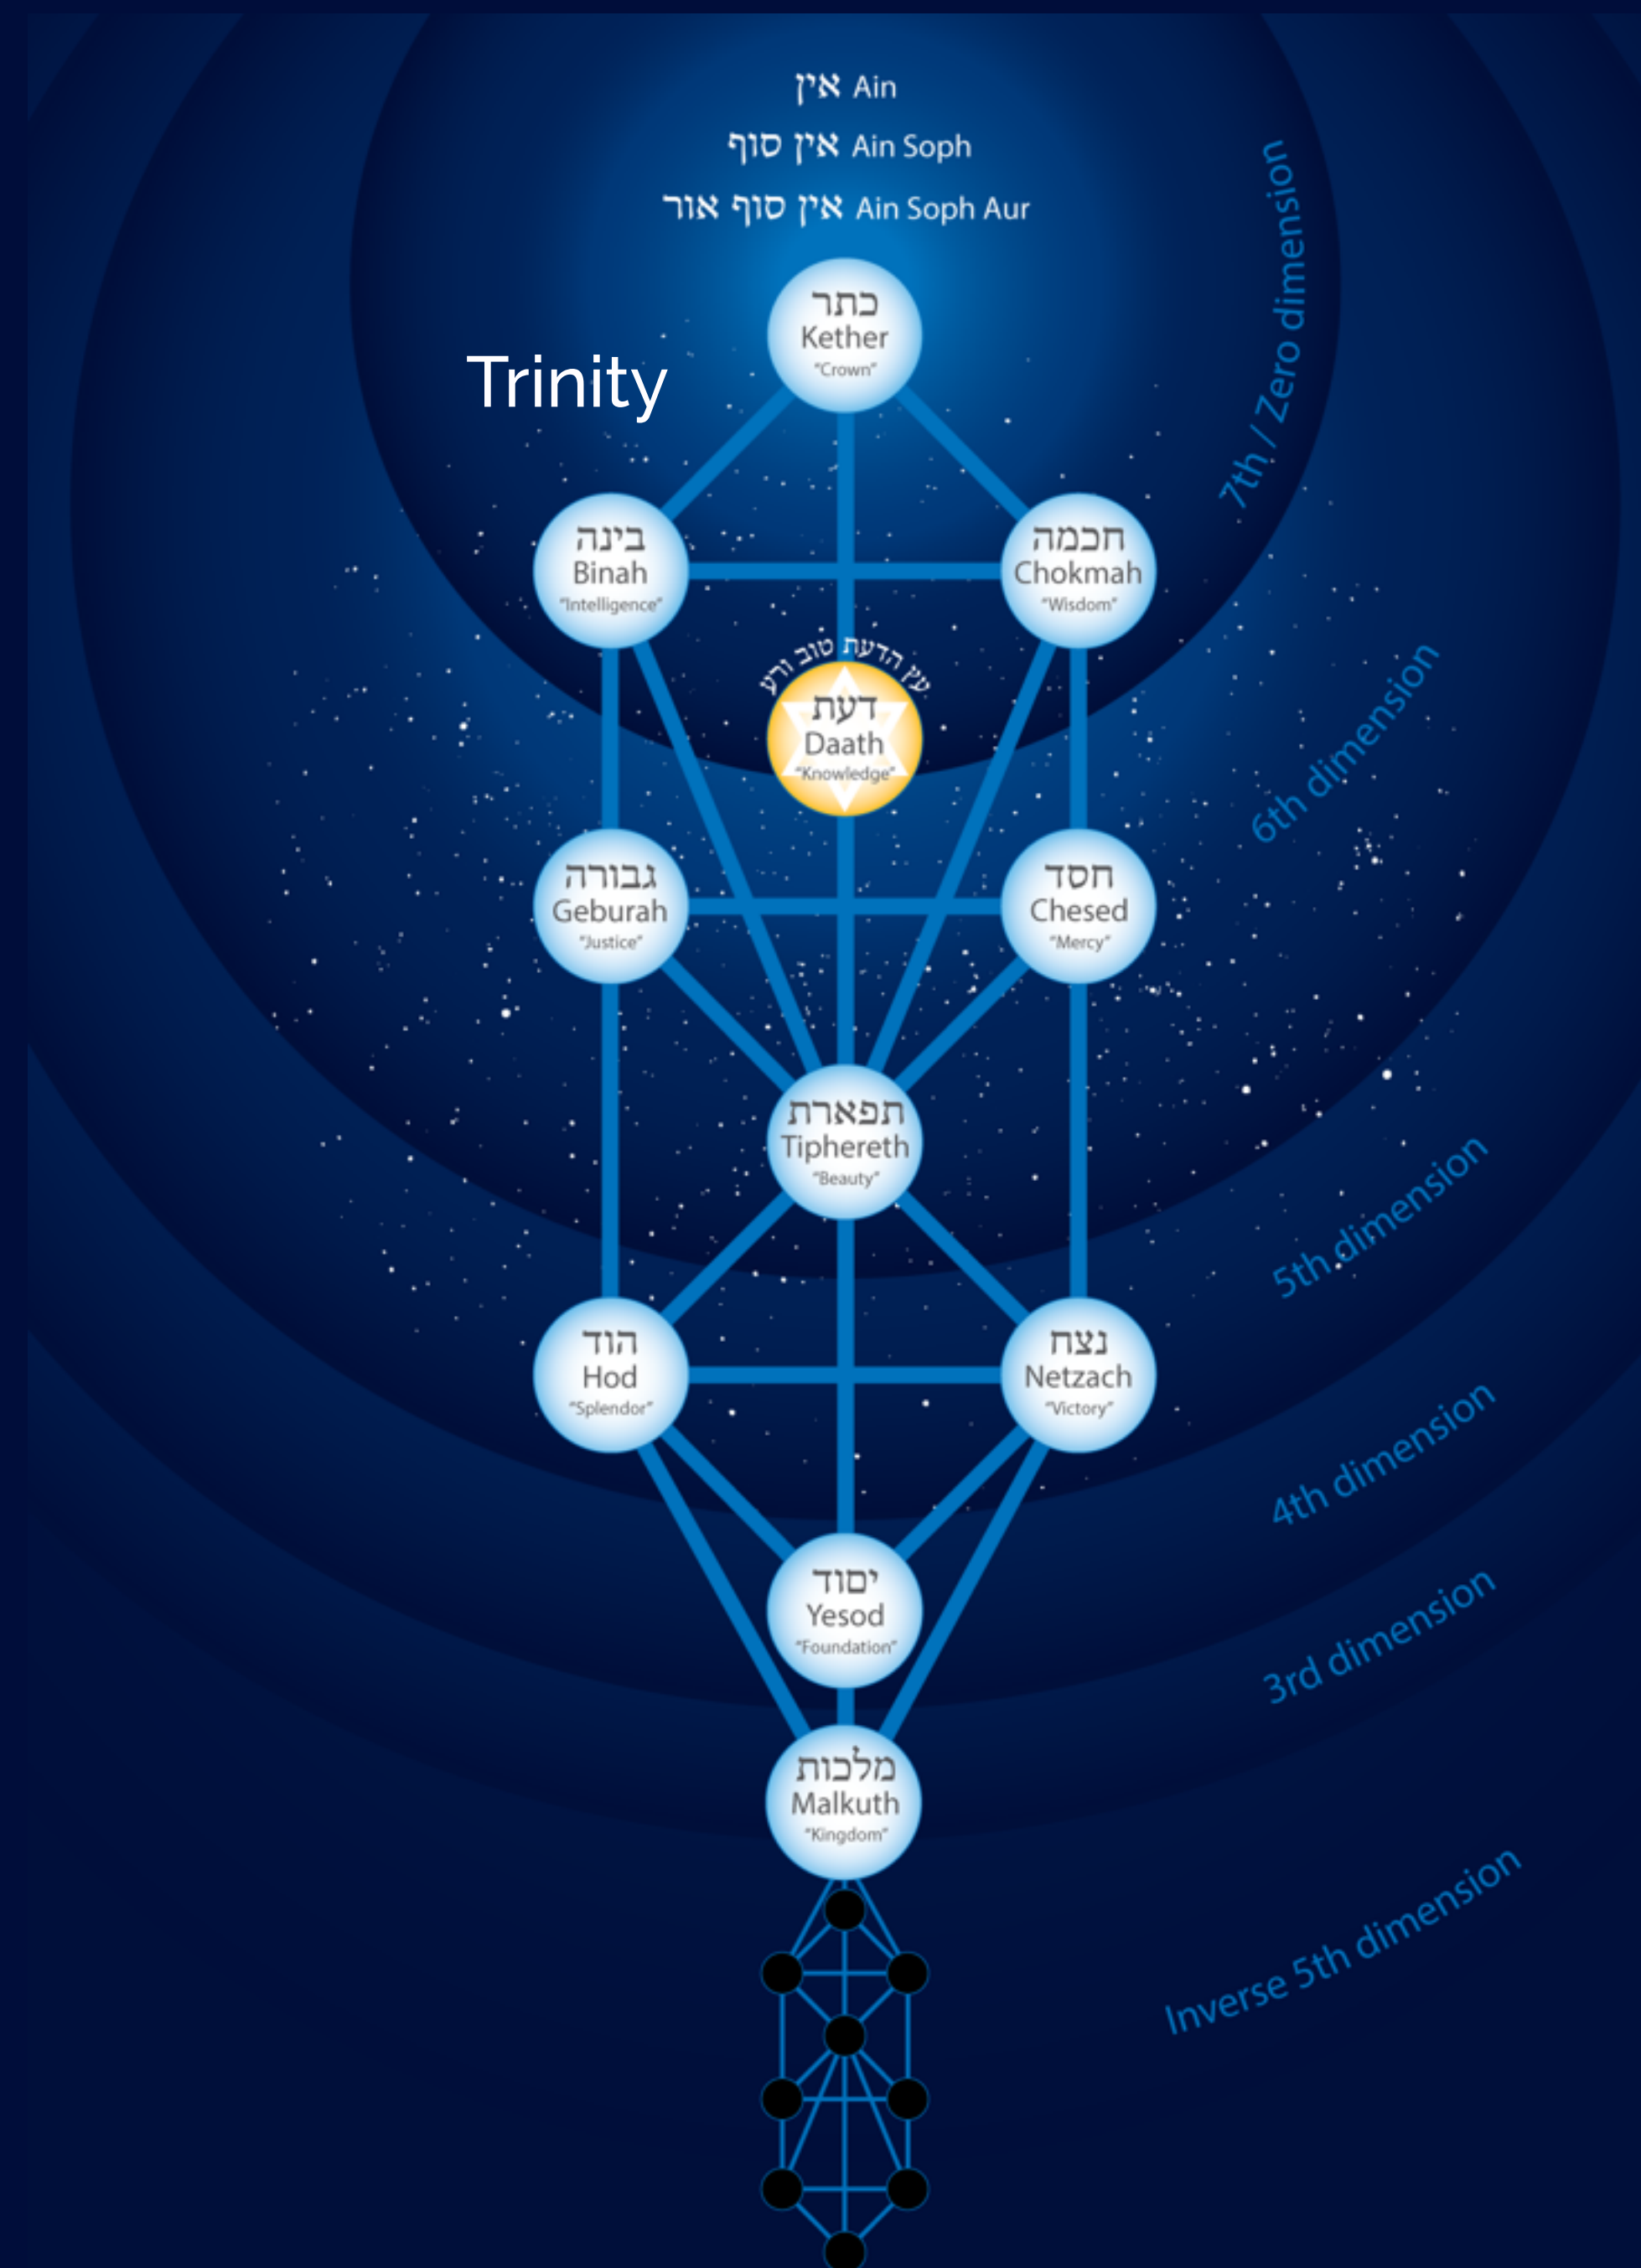 אין Ain
אין סוף Ain Soph
אין סוף אור Ain Soph Aur
כתר
Kether
“Crown”
Trinity
7th / Zero dimension
בינה
Binah
“Intelligence”
חכמה
Chokmah
“Wisdom”
עץ הדעת טוב ורע
דעת
Daath
“Knowledge”
6th dimension
גבורה
Geburah
“Justice”
חסד
Chesed
“Mercy”
תפארת
Tiphereth
“Beauty”
5th dimension
הוד
Hod
“Splendor”
נצח
Netzach
“Victory”
4th dimension
יסוד
Yesod
“Foundation”
3rd dimension
מלכות
Malkuth
“Kingdom”
Inverse 5th dimension